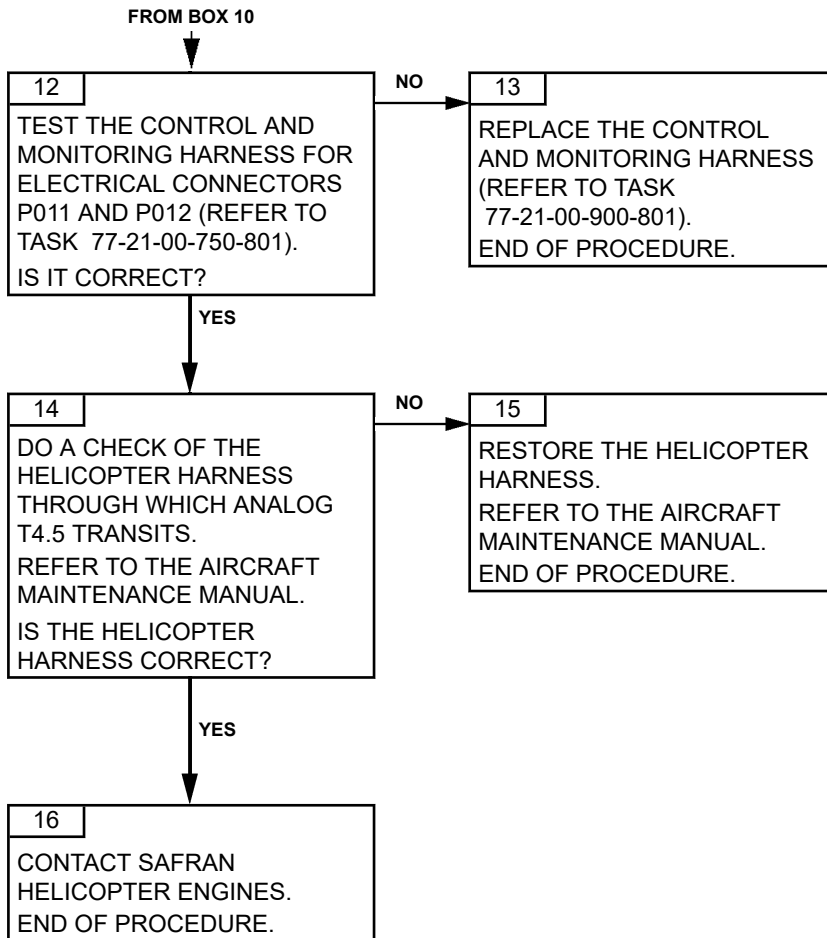 FROM BOX 10
12
TEST THE CONTROL AND
MONITORING HARNESS FOR
ELECTRICAL CONNECTORS
P011 AND P012 (REFER TO
TASK 77-21-00-750-801).
IS IT CORRECT?
NO
13
REPLACE THE CONTROL
AND MONITORING HARNESS
(REFER TO TASK
77-21-00-900-801).
END OF PROCEDURE.
YES
14
DO A CHECK OF THE
HELICOPTER HARNESS
THROUGH WHICH ANALOG
T4.5 TRANSITS.
REFER TO THE AIRCRAFT
MAINTENANCE MANUAL.
IS THE HELICOPTER
HARNESS CORRECT?
NO
15
RESTORE THE HELICOPTER
HARNESS.
REFER TO THE AIRCRAFT
MAINTENANCE MANUAL.
END OF PROCEDURE.
YES
16
CONTACT SAFRAN
HELICOPTER ENGINES.
END OF PROCEDURE.